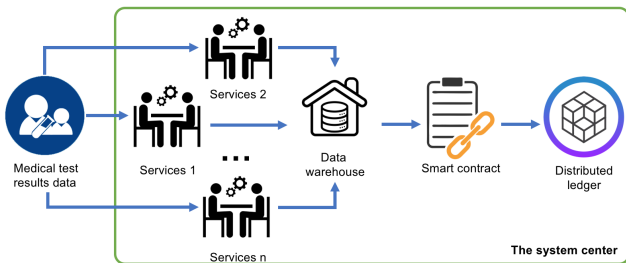 Services 2
Medical test
results data
Services 1
...
Services n
Data
warehouse
Smart contract
Distributed
ledger
The system center